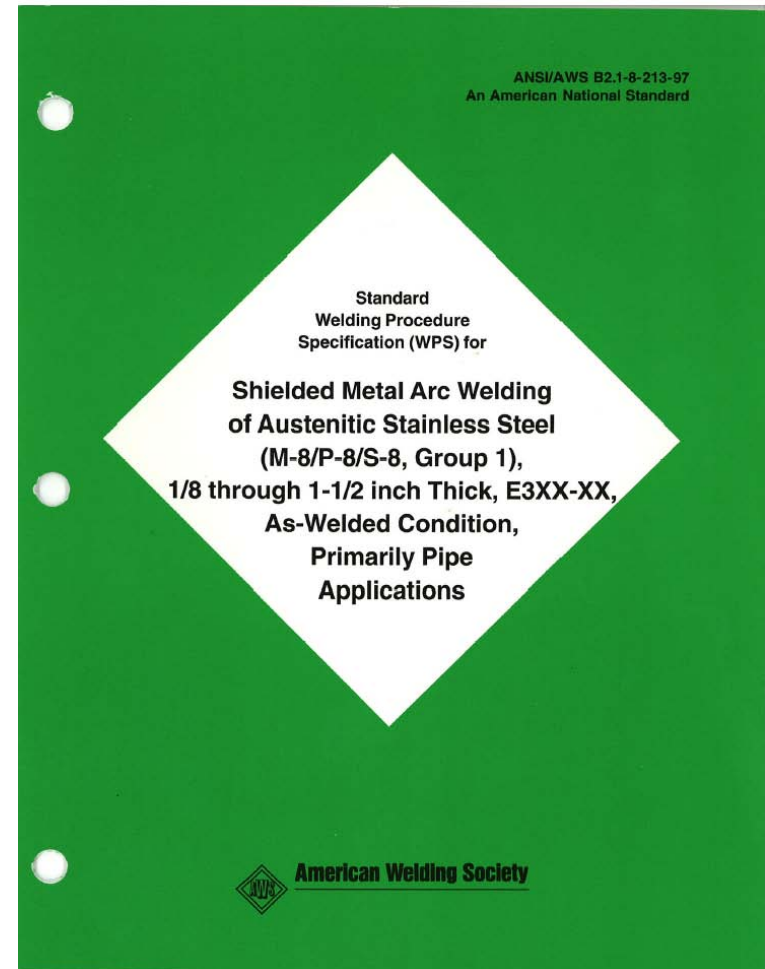 ANSI/AWS B2.1-8-213-97
An American National Standard
Standard
Welding Procedure
Specification (WPS) for
Shielded Metal Arc Welding
of Austenitic Stainless Steel
(M-8/P-8/S-8, Group 1),
1/8 through 1-1/2 inch Thick, E3XX-XX,
As-Welded Condition,
Primarily Pipe
Applications
AWS
American Welding Society